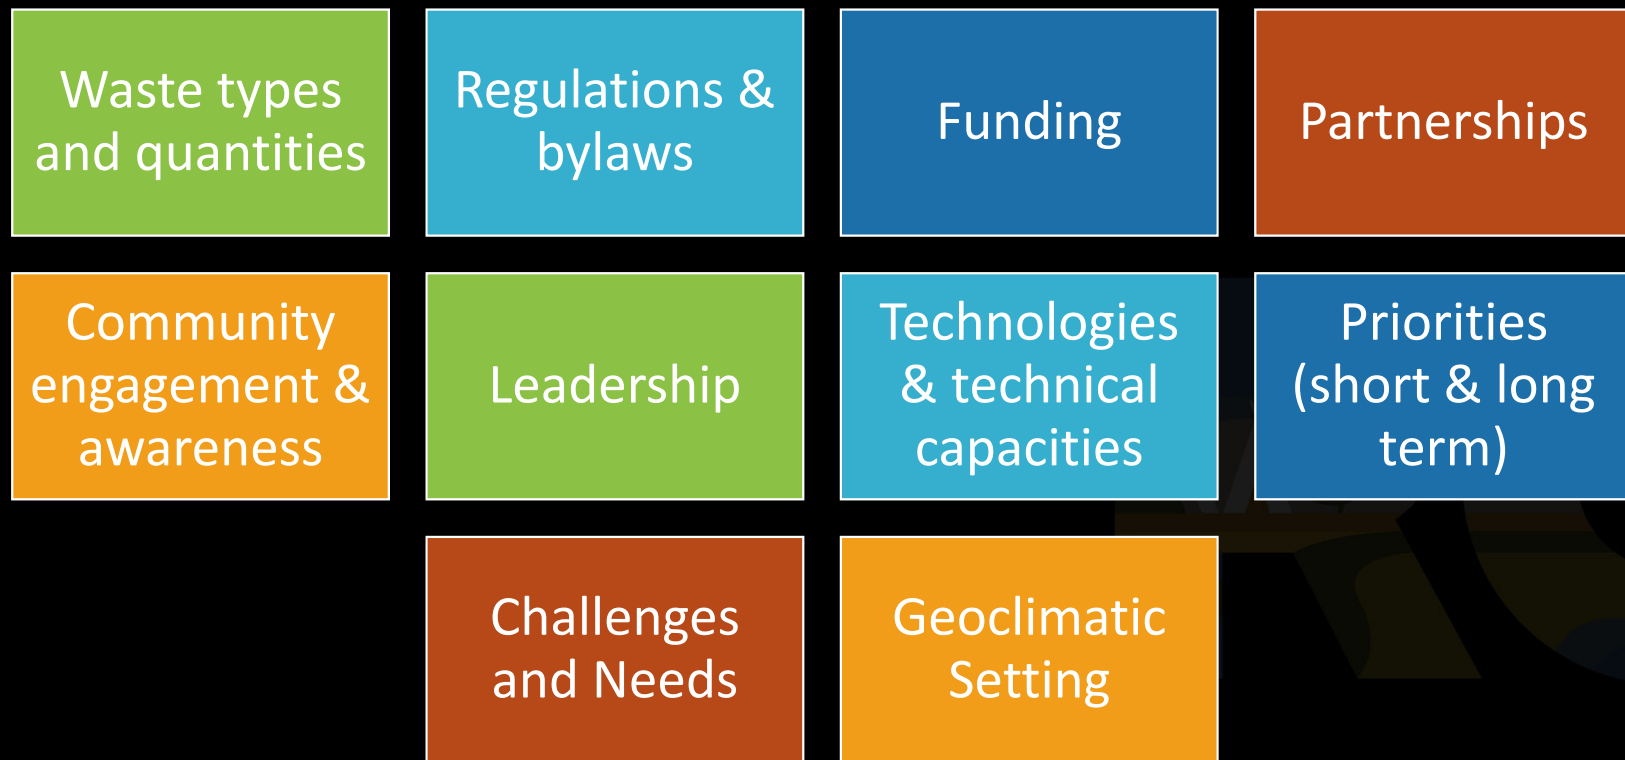 Waste types
and quantities
Regulations &
bylaws
Funding
Partnerships
Community
engagement &
awareness
Leadership
Technologies
& technical
capacities
Priorities
(short & long
term)
Challenges
and Needs
Geoclimatic
Setting